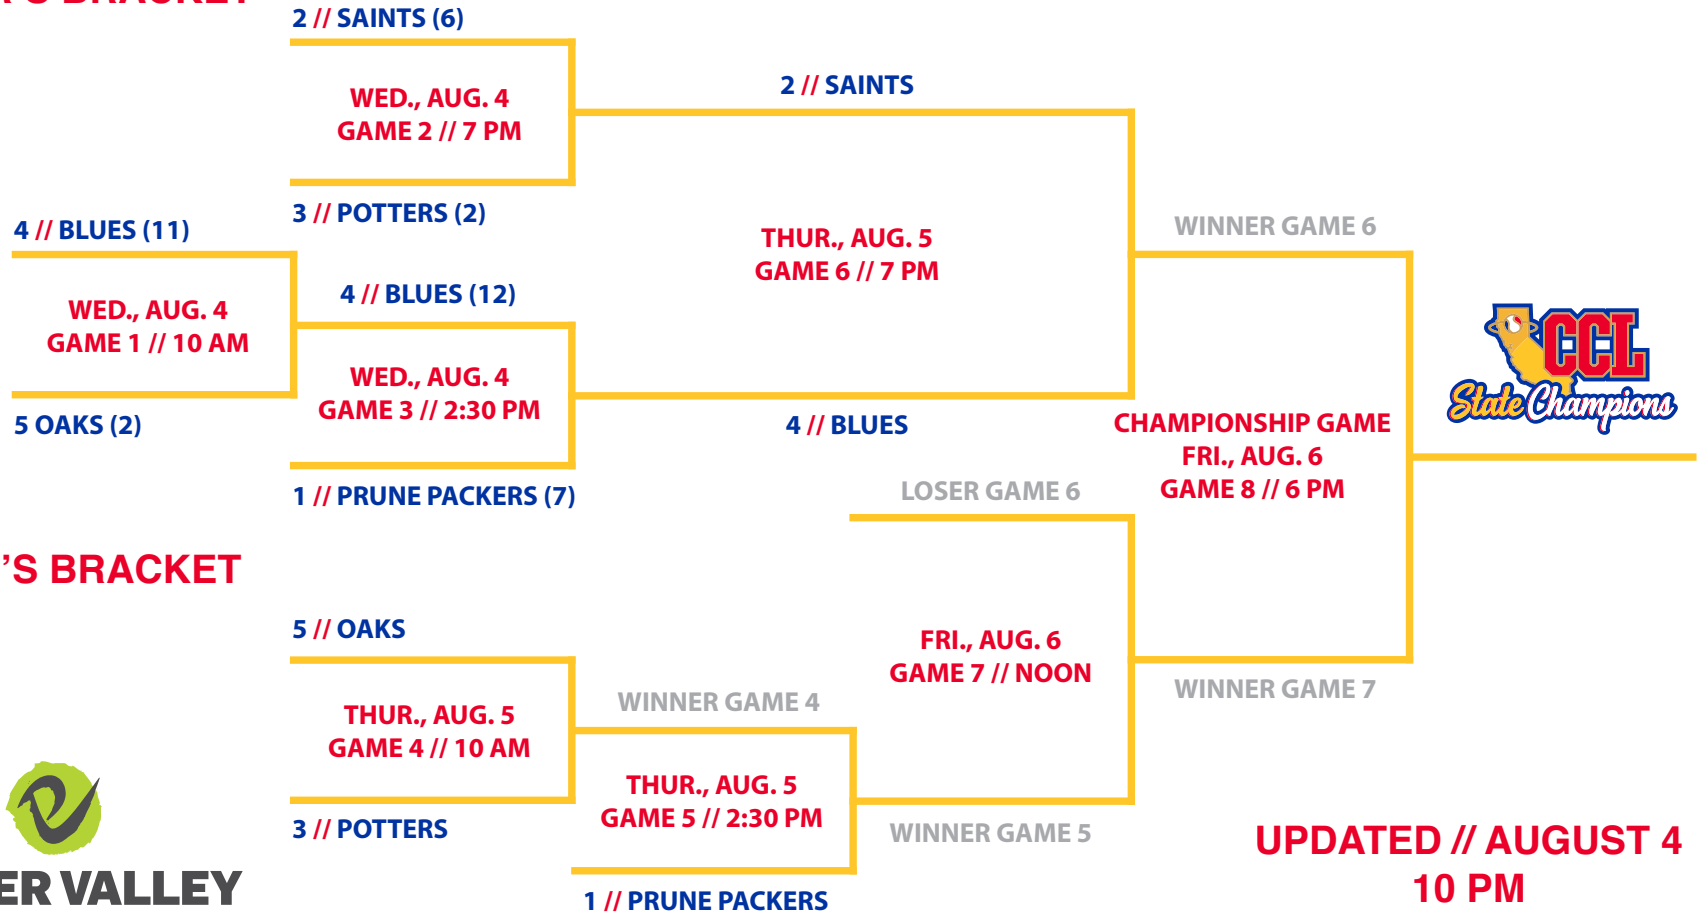 2 // SAINTS (6)
WED., AUG. 4
GAME 2 // 7 PM
3 // POTTERS (2)
2 // SAINTS
4 // BLUES (11)
WED., AUG. 4
GAME 1 // 10 AM
5 OAKS (2)
4 // BLUES (12)
WED., AUG. 4
GAME 3 // 2:30 PM
1 // PRUNE PACKERS (7)
THUR., AUG. 5
GAME 6 // 7 PM
4 // BLUES
WINNER GAME 6
CHAMPIONSHIP GAME
FRI., AUG. 6
GAME 8 // 6 PM
CCL
State Champions
LOSER GAME 6
'S BRACKET
5 // OAKS
THUR., AUG. 5
GAME 4 // 10 AM
3 // POTTERS
WINNER GAME 4
THUR., AUG. 5
GAME 5 // 2:30 PM
1 // PRUNE PACKERS
FRI., AUG. 6
GAME 7 // NOON
WINNER GAME 5
WINNER GAME 7
ER VALLEY
UPDATED // AUGUST 4
10 PM